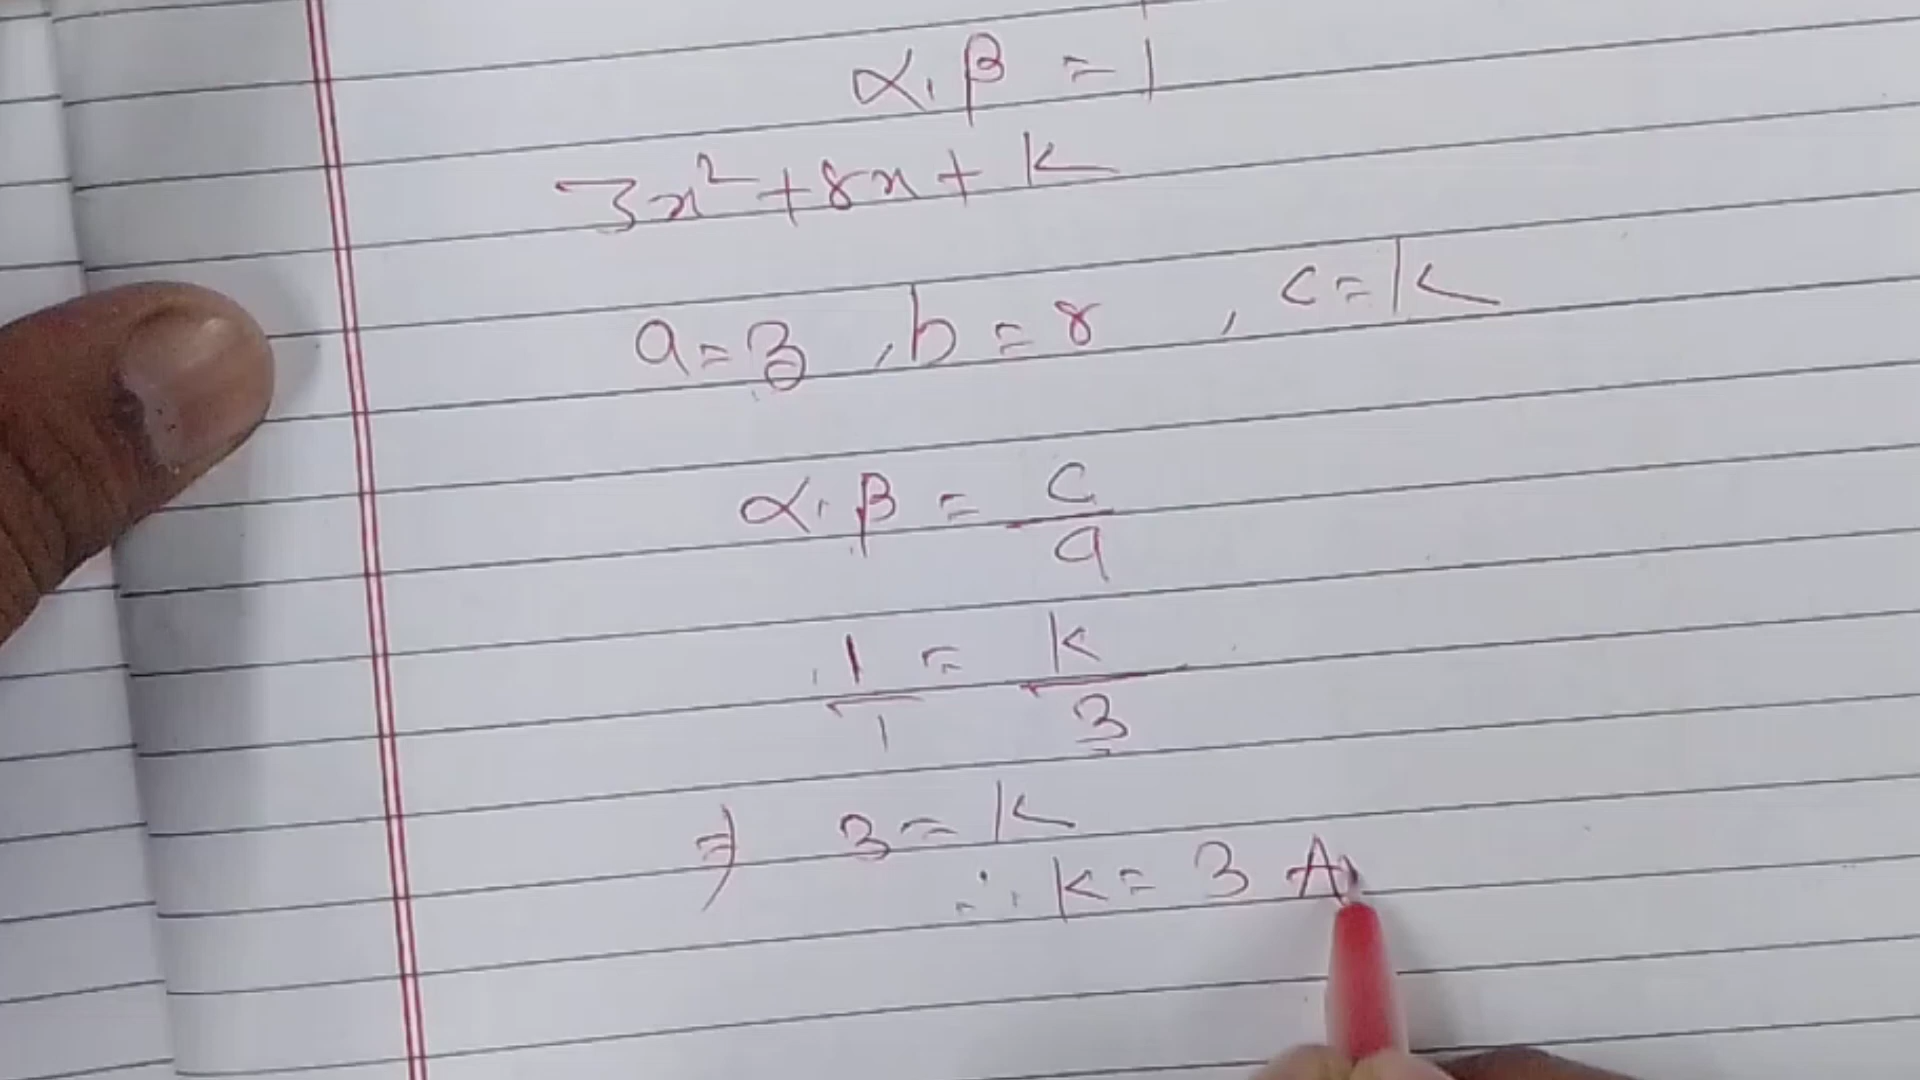 α.β = 1
3x² + 8x + k
a = 3, b = 8, c = k
α.β = c/a
1/1 = k/3
⇒ 3 = k
∴ k = 3 A